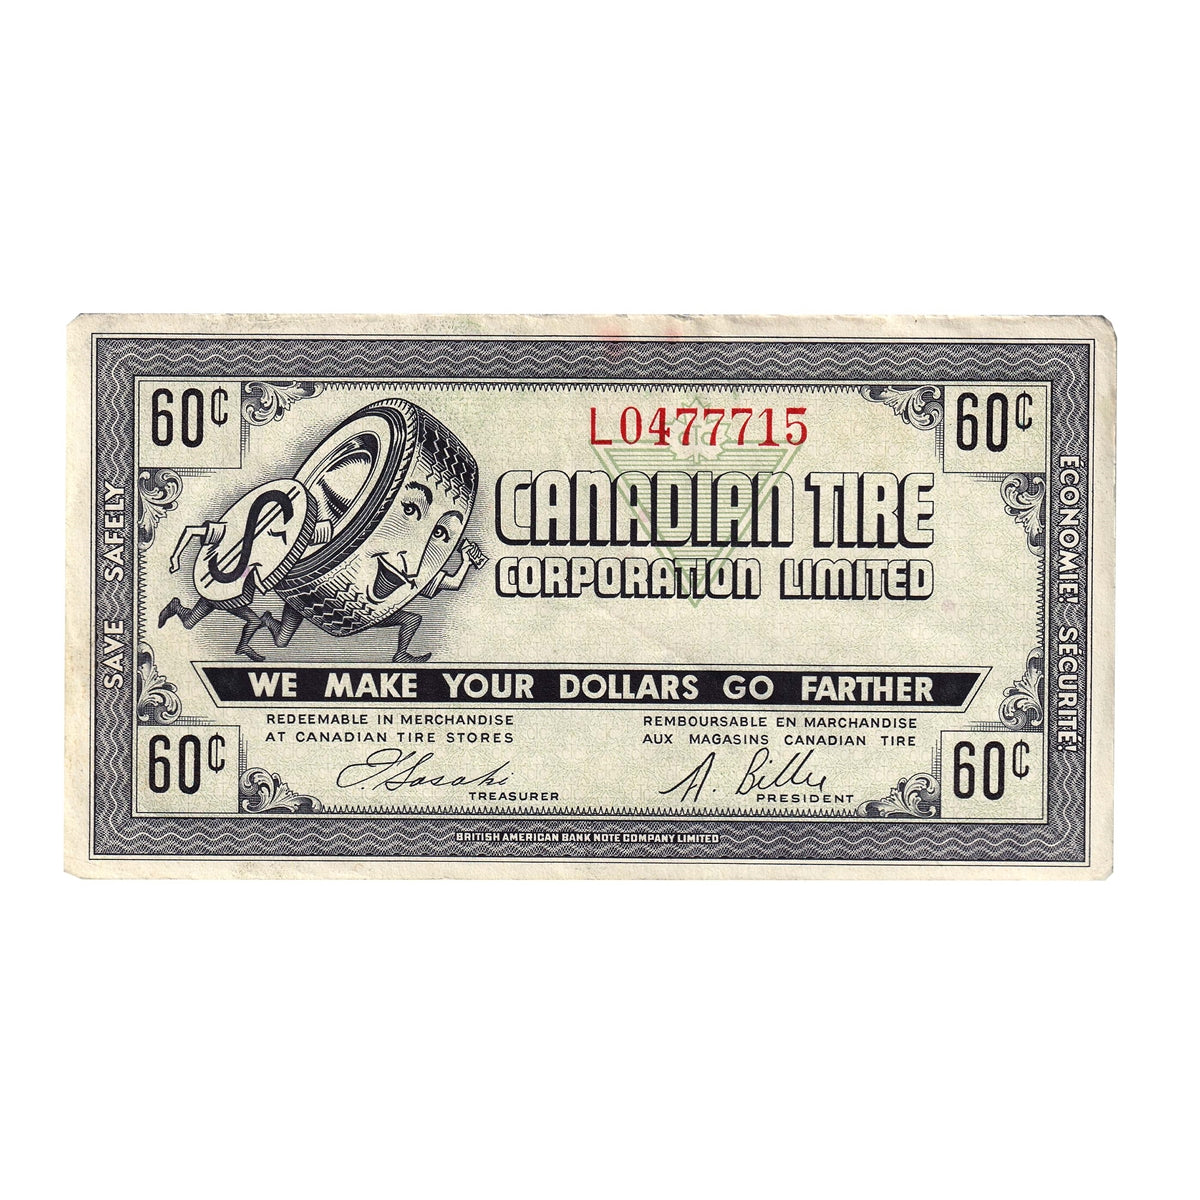 60¢
60¢
L0477715
CANADIAN TIRE
CORPORATION LIMITED
SAVE SAFELY
ÉCONOMIE! SÉCURITÉ!
$
WE MAKE YOUR DOLLARS GO FARTHER
REDEEMABLE IN MERCHANDISE
AT CANADIAN TIRE STORES
REMBOURSABLE EN MARCHANDISE
AUX MAGASINS CANADIAN TIRE
60¢
60¢
TREASURER
A. Billes
PRESIDENT
BRITISH AMERICAN BANK NOTE COMPANY LIMITED